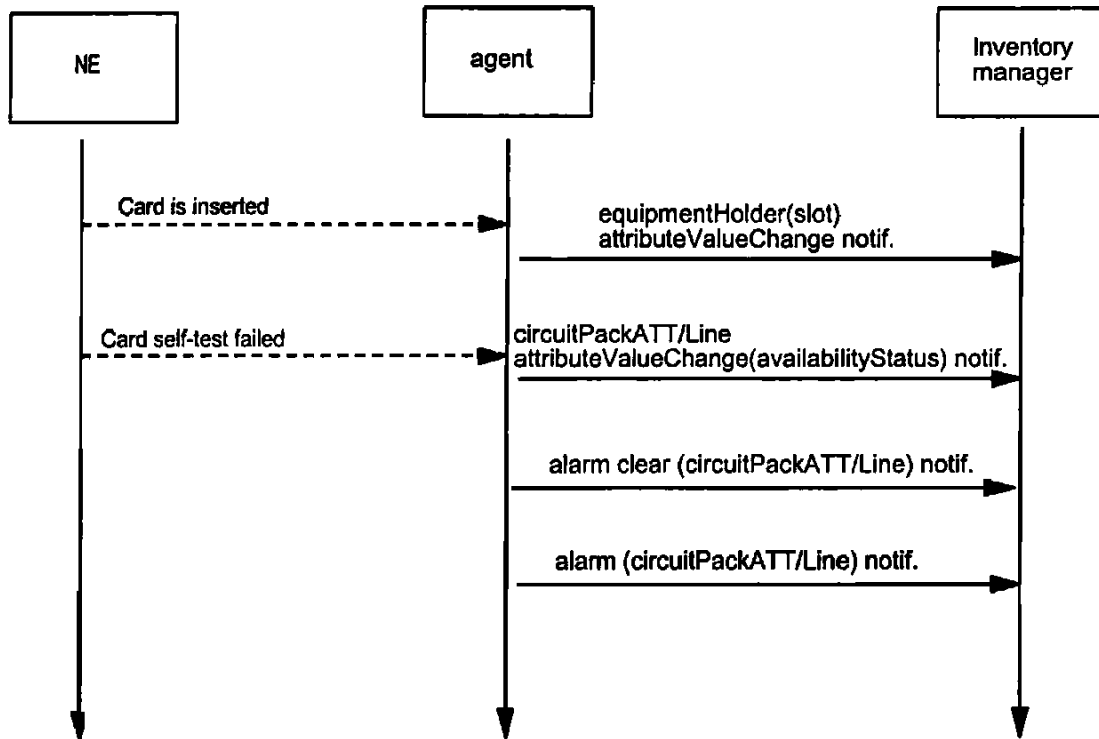 NE
agent
Inventory
manager
Card is inserted
equipmentHolder(slot)
attributeValueChange notif.
Card self-test failed
circuitPackATT/Line
attributeValueChange(availabilityStatus) notif.
alarm clear (circuitPackATT/Line) notif.
alarm (circuitPackATT/Line) notif.